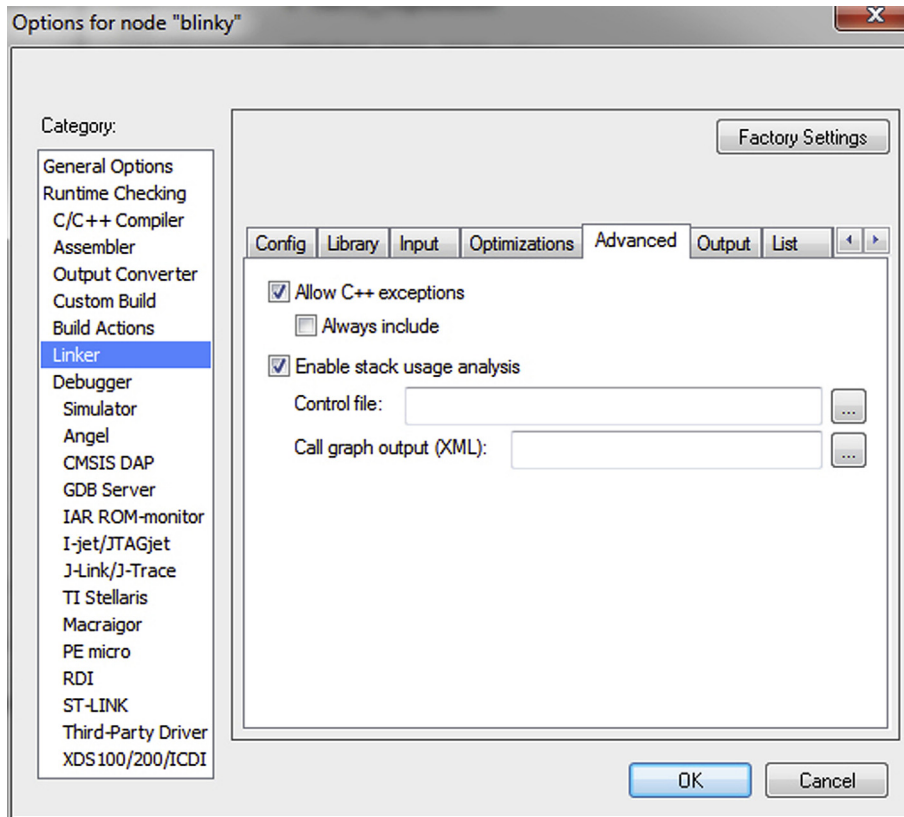 Options for node "blinky"
Category:
Factory Settings
General Options
Runtime Checking
C/C++ Compiler
Assembler
Output Converter
Custom Build
Build Actions
Linker
Debugger
Simulator
Angel
CMSIS DAP
GDB Server
IAR ROM-monitor
I-jet/JTAGjet
J-Link/J-Trace
TI Stellaris
Macraigor
PE micro
RDI
ST-LINK
Third-Party Driver
XDS100/200/ICDI
Config Library Input Optimizations Advanced Output List
Allow C++ exceptions
Always include
Enable stack usage analysis
Control file: ...
Call graph output (XML): ...
OK Cancel